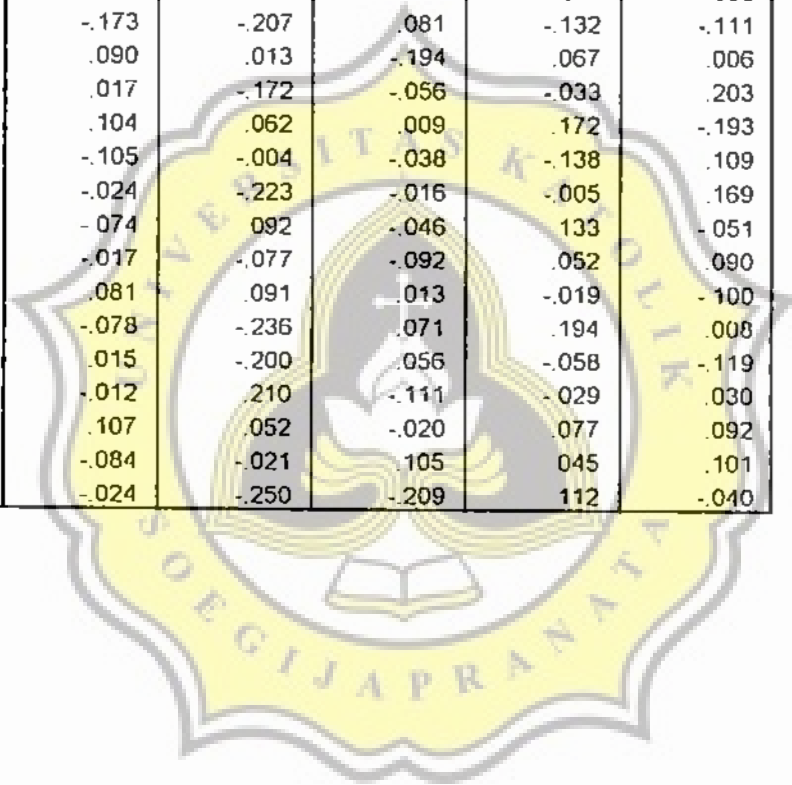 -.173 -.207 .081 -.132 -.111
.090 .013 -.194 .067 .006
.017 -.172 -.056 -.033 .203
.104 .062 .009 .172 -.193
-.105 -.004 -.038 -.138 .109
-.024 -.223 -.016 -.005 .169
-074 092 -.046 133 -051
-.017 -.077 -.092 .052 .090
.081 .091 .013 -.019 -100
-.078 -.236 .071 .194 .008
.015 -.200 .056 -.058 -.119
-.012 .210 -.111 -029 .030
.107 .052 -.020 .077 .092
-.084 -.021 .105 045 .101
-.024 -.250 -.209 112 -.040
UNIVERSITAS KATOLIK
SOEGIJAPRANATA